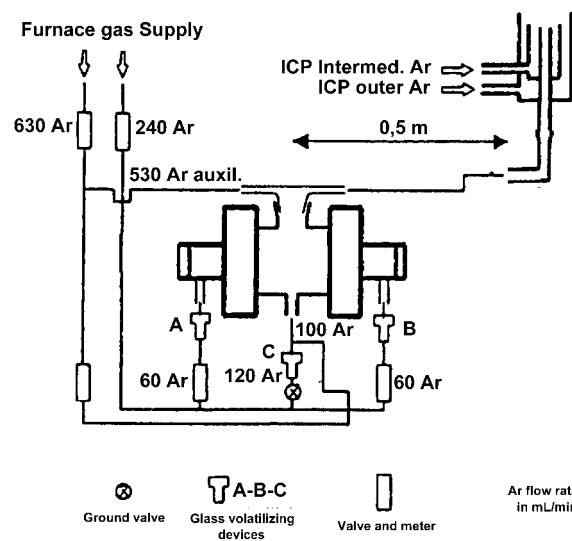 Furnace gas Supply
ICP Intermed. Ar
ICP outer Ar
630 Ar
240 Ar
0,5 m
530 Ar auxil.
A
B
100 Ar
C
60 Ar
120 Ar
60 Ar
A-B-C
Ground valve
Glass volatilizing
devices
Valve and meter
Ar flow rat
in mL/mi